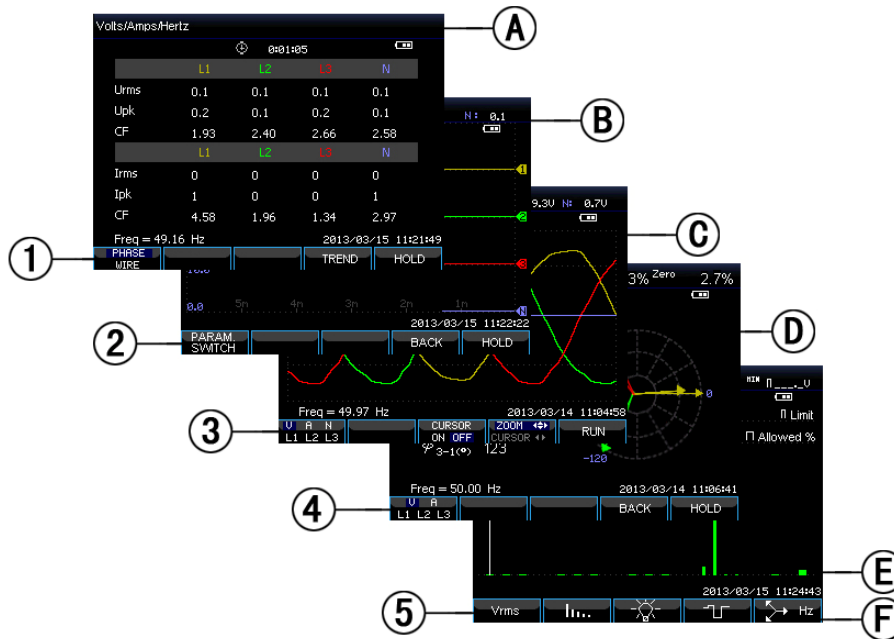 Volts/Amps/Hertz
A
0:01:05
L1 L2 L3 N
Urms 0.1 0.1 0.1 0.1
Upk 0.2 0.1 0.2 0.1
CF 1.93 2.40 2.66 2.58
L1 L2 L3 N
Irms 0 0 0 0
Ipk 1 0 0 1
CF 4.58 1.96 1.34 2.97
Freq = 49.16 Hz 2013/03/15 11:21:49
1
PHASE
WIRE
TREND
HOLD
N: 0.1
B
1
2
3
N
0.0
5n 4n 3n 2n 1n
2013/03/15 11:22:22
2
PARAM.
SWITCH
BACK
HOLD
9.3V N: 0.7V
C
Freq = 49.97 Hz 2013/03/14 11:04:58
3
V A N
L1 L2 L3
CURSOR
ON OFF
ZOOM
CURSOR
RUN
3% Zero 2.7%
D
0
φ3-1(°) 123
-120
Freq = 50.00 Hz 2013/03/14 11:06:41
4
V A
L1 L2 L3
BACK
HOLD
MIN
Limit
Allowed %
E
2013/03/15 11:24:43
5
Vrms
Hz
F